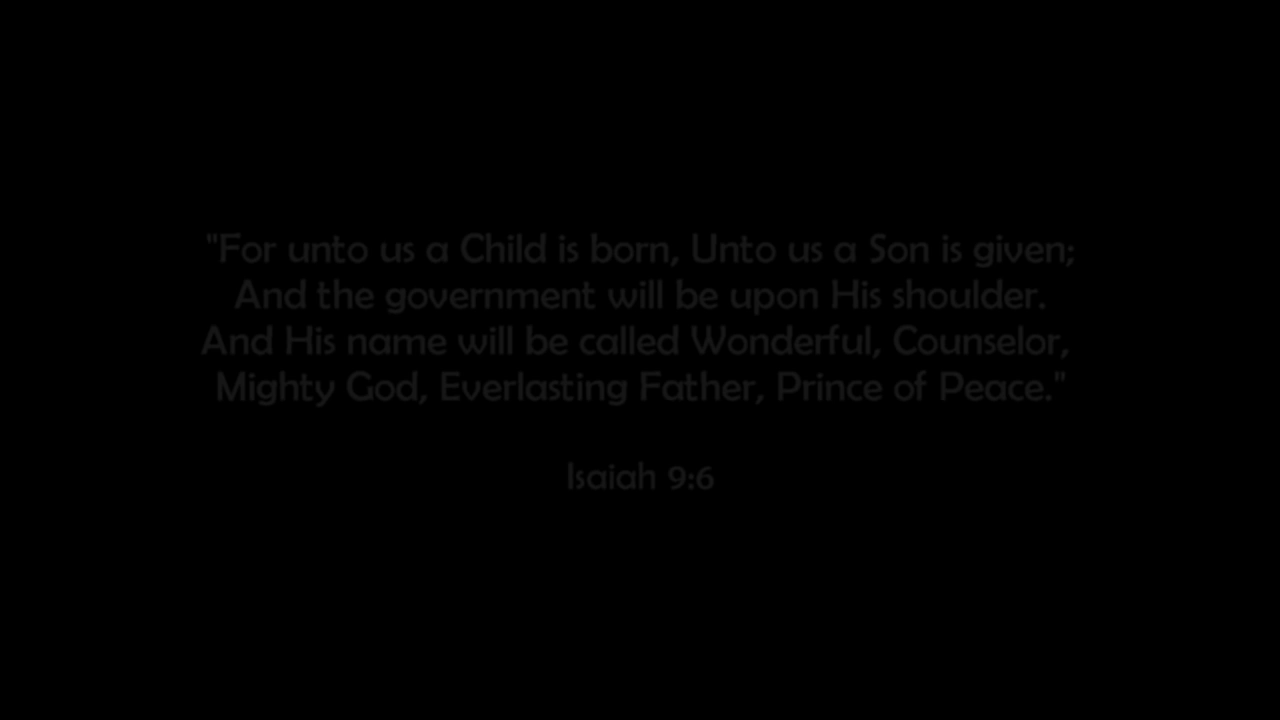 "For unto us a Child is born, Unto us a Son is given;
And the government will be upon His shoulder.
And His name will be called Wonderful, Counselor,
Mighty God, Everlasting Father, Prince of Peace."
Isaiah 9:6